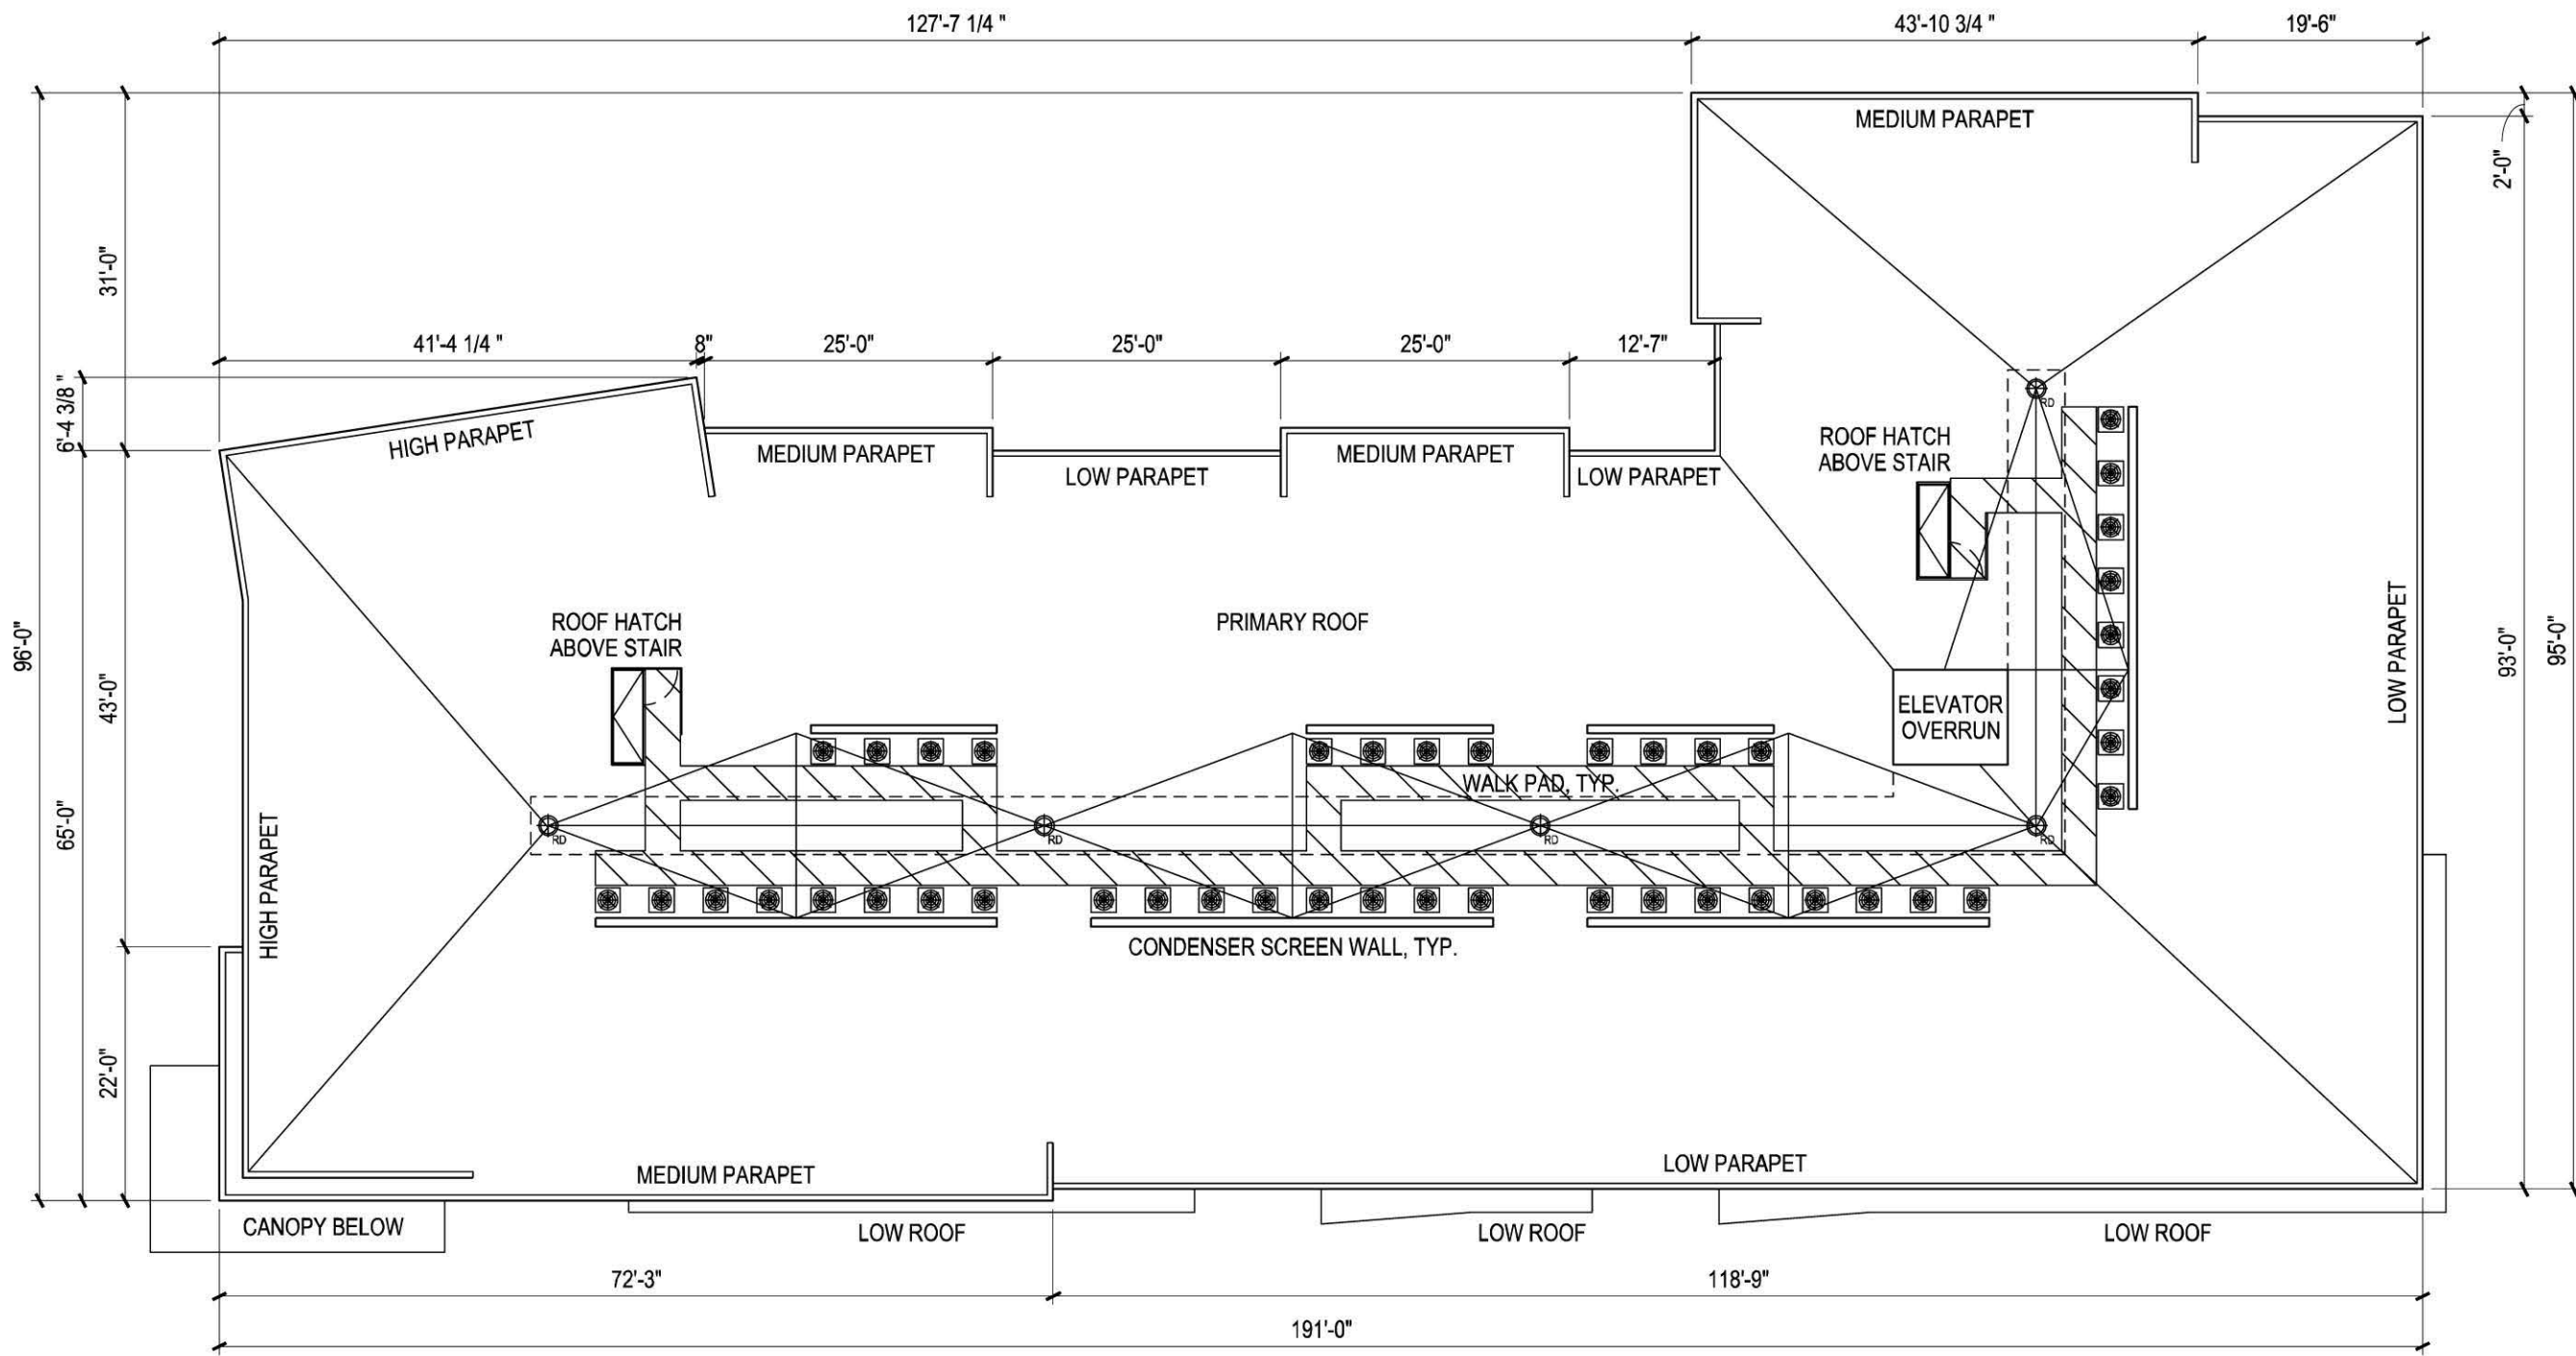 127'-7 1/4 "
43'-10 3/4 "
19'-6"
MEDIUM PARAPET
2'-0"
31'-0"
41'-4 1/4 "
8"
25'-0"
25'-0"
25'-0"
12'-7"
6'-4 3/8 "
HIGH PARAPET
MEDIUM PARAPET
LOW PARAPET
MEDIUM PARAPET
LOW PARAPET
RD
ROOF HATCH
ABOVE STAIR
96'-0"
43'-0"
65'-0"
22'-0"
ROOF HATCH
ABOVE STAIR
PRIMARY ROOF
LOW PARAPET
93'-0"
95'-0"
ELEVATOR
OVERRUN
WALK PAD, TYP.
RD
RD
RD
RD
HIGH PARAPET
CONDENSER SCREEN WALL, TYP.
MEDIUM PARAPET
LOW PARAPET
CANOPY BELOW
LOW ROOF
LOW ROOF
LOW ROOF
72'-3"
118'-9"
191'-0"